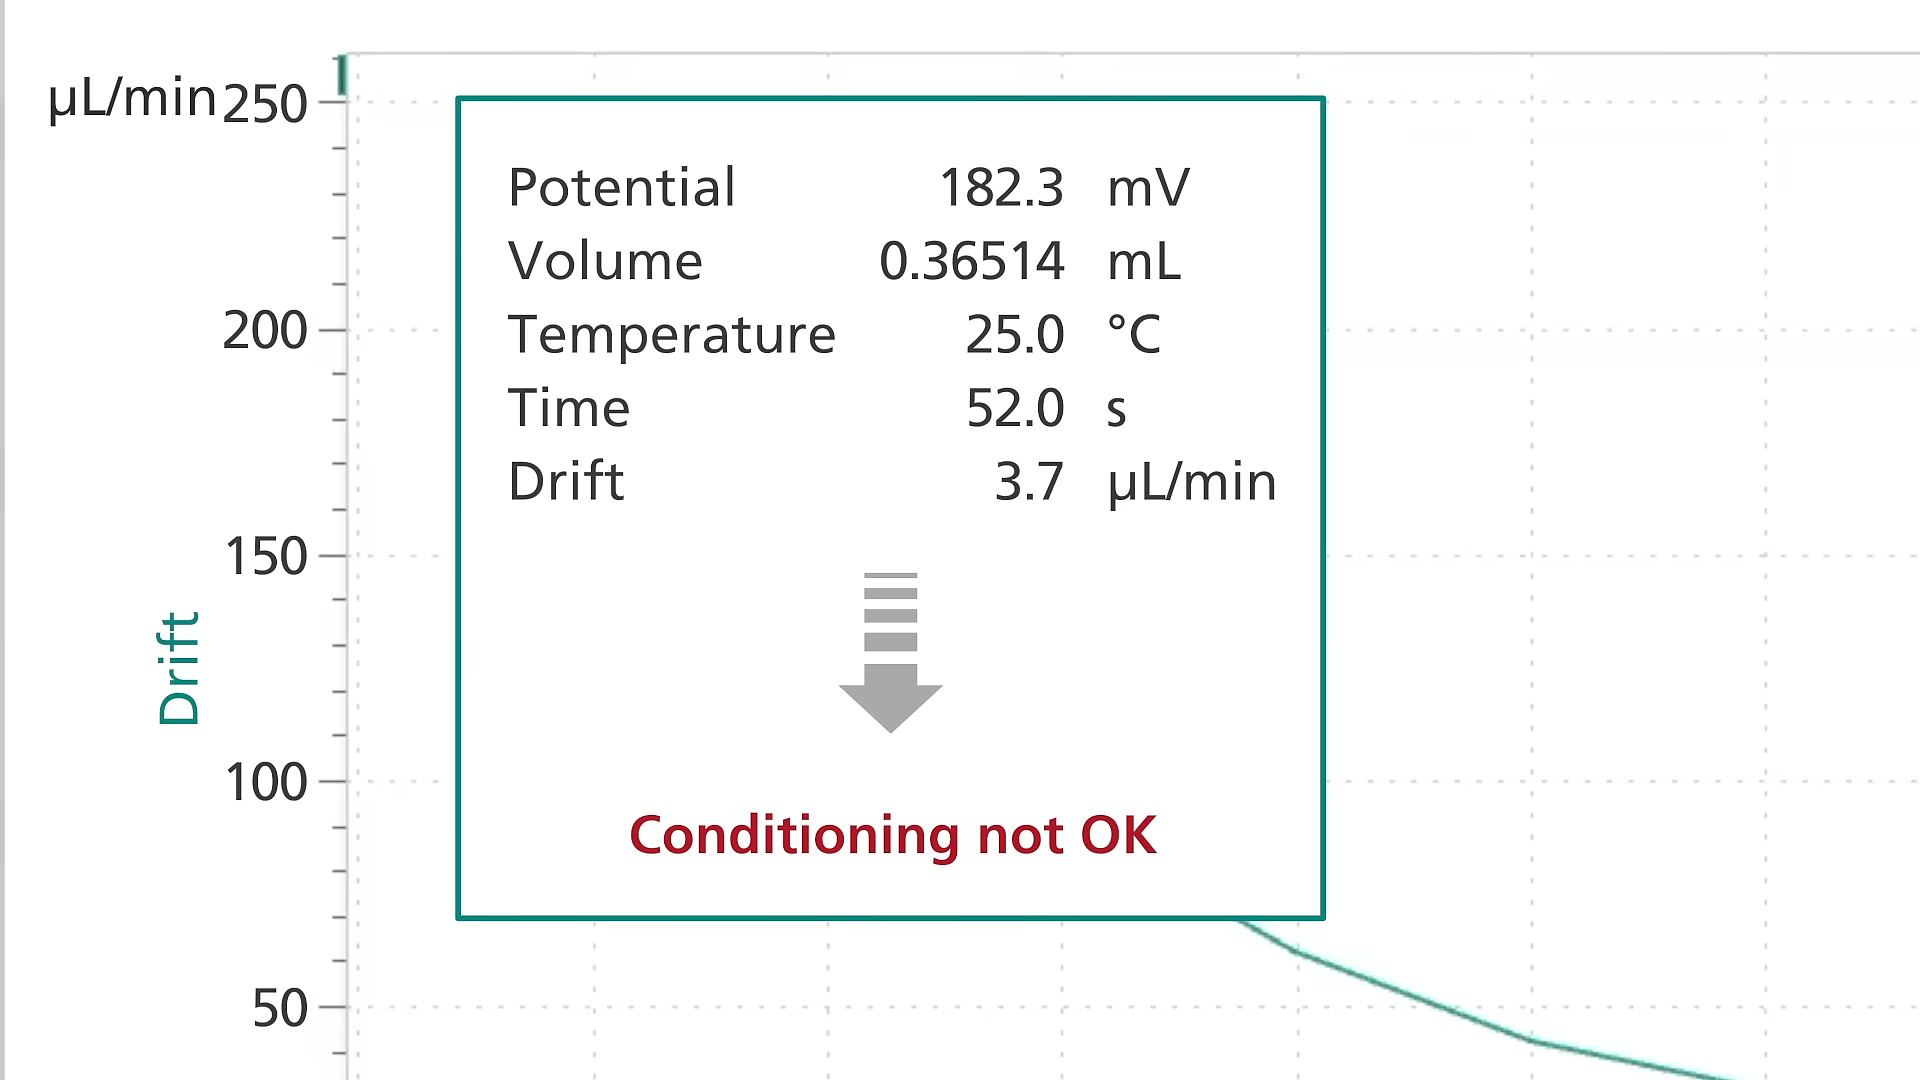 µL/min
250
Potential 182.3 mV
Volume 0.36514 mL
Temperature 25.0 °C
Time 52.0 s
Drift 3.7 µL/min
Conditioning not OK
200
150
100
50
Drift